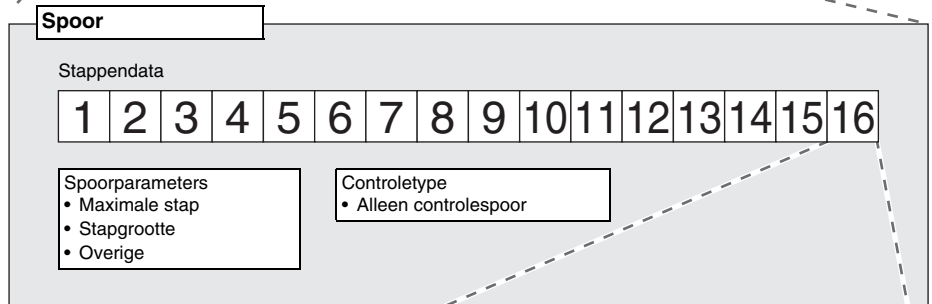 Spoor
Stappendata
1 2 3 4 5 6 7 8 9 10 11 12 13 14 15 16
Spoorparameters
• Maximale stap
• Stapgrootte
• Overige
Controletype
• Alleen controlespoor